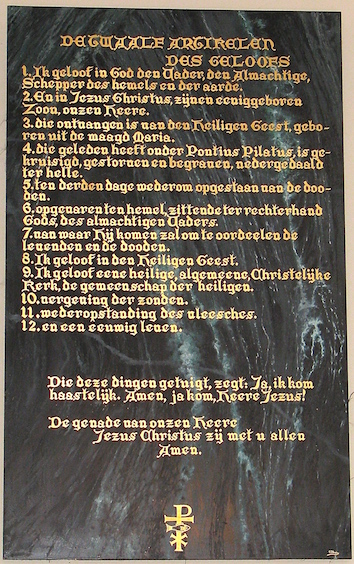 DE TWAALF ARTIKELEN
DES GELOOFS
1. Ik geloof in God den Vader, den Almachtige,
Schepper des hemels en der aarde.
2. En in Jezus Christus, zijnen eeniggeboren
Zoon, onzen Heere.
3. die ontvangen is van den Heiligen Geest, gebo-
ren uit de maagd Maria.
4. die geleden heeft onder Pontius Pilatus, is ge-
kruisigd, gestorven en begraven, nedergedaald
ter helle.
5. ten derden dage wederom opgestaan van de doo-
den.
6. opgevaren ten hemel, zittende ter rechterhand
Gods, des almachtigen Vaders.
7. van waar Hij komen zal om te oordeelen de
levenden en de dooden.
8. Ik geloof in den Heiligen Geest.
9. Ik geloof eene heilige, algemeene, Christelijke
Kerk, de gemeenschap der heiligen.
10. vergeving der zonden.
11. wederopstanding des vleesches.
12. en een eeuwig leven.
Die deze dingen getuigt, zegt: Ja, ik kom
haastelijk. Amen, ja kom, Heere Jezus!
De genade van onzen Heere
Jezus Christus zij met u allen
Amen.